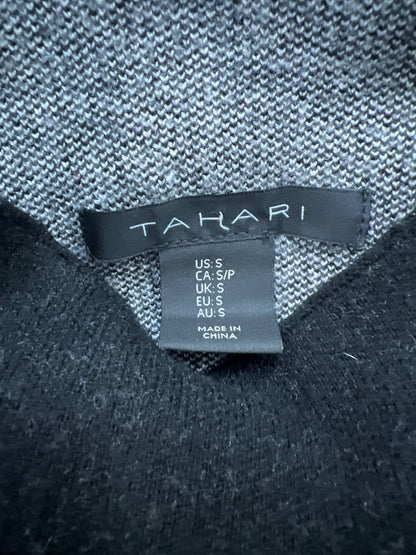 TAHARI
US: S
CA: S/P
UK: S
EU: S
AU: S
MADE IN
CHINA